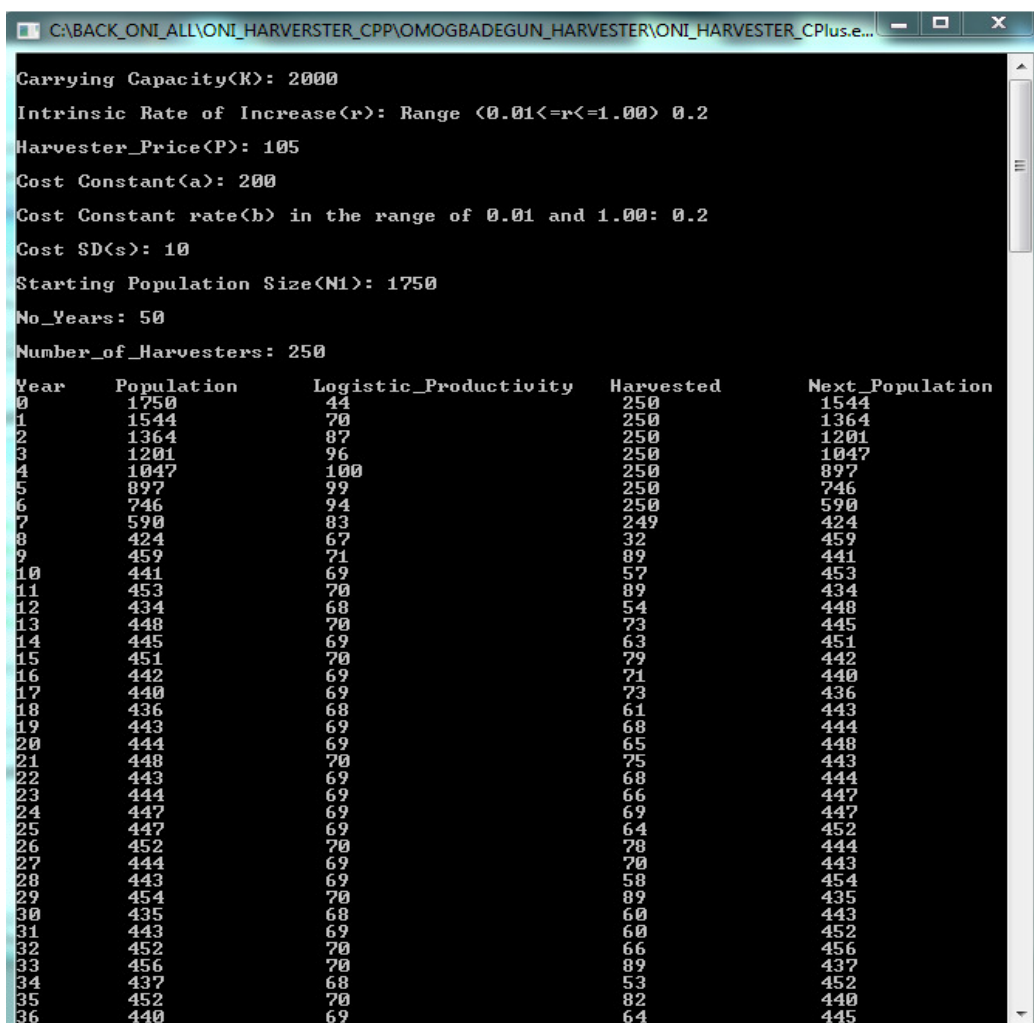 C:\BACK_ONI_ALL\ONI_HARVERSTER_CPP\OMOGBADEGUN_HARVESTER\ONI_HARVESTER_CPlus.e...
Carrying Capacity(K): 2000
Intrinsic Rate of Increase(r): Range (0.01<=r<=1.00) 0.2
Harvester_Price(P): 105
Cost Constant(a): 200
Cost Constant rate(b) in the range of 0.01 and 1.00: 0.2
Cost SD(s): 10
Starting Population Size(N1): 1750
No_Years: 50
Number_of_Harvesters: 250
Year Population Logistic_Productivity Harvested Next_Population
0 1750 44 250 1544
1 1544 70 250 1364
2 1364 87 250 1201
3 1201 96 250 1047
4 1047 100 250 897
5 897 99 250 746
6 746 94 250 590
7 590 83 249 424
8 424 67 32 459
9 459 71 89 441
10 441 69 57 453
11 453 70 89 434
12 434 68 54 448
13 448 70 73 445
14 445 69 63 451
15 451 70 79 442
16 442 69 71 440
17 440 69 73 436
18 436 68 61 443
19 443 69 68 444
20 444 69 65 448
21 448 70 75 443
22 443 69 68 444
23 444 69 66 447
24 447 69 69 447
25 447 69 64 452
26 452 70 78 444
27 444 69 70 443
28 443 69 58 454
29 454 70 89 435
30 435 68 60 443
31 443 69 60 452
32 452 70 66 456
33 456 70 89 437
34 437 68 53 452
35 452 70 82 440
36 440 69 64 445